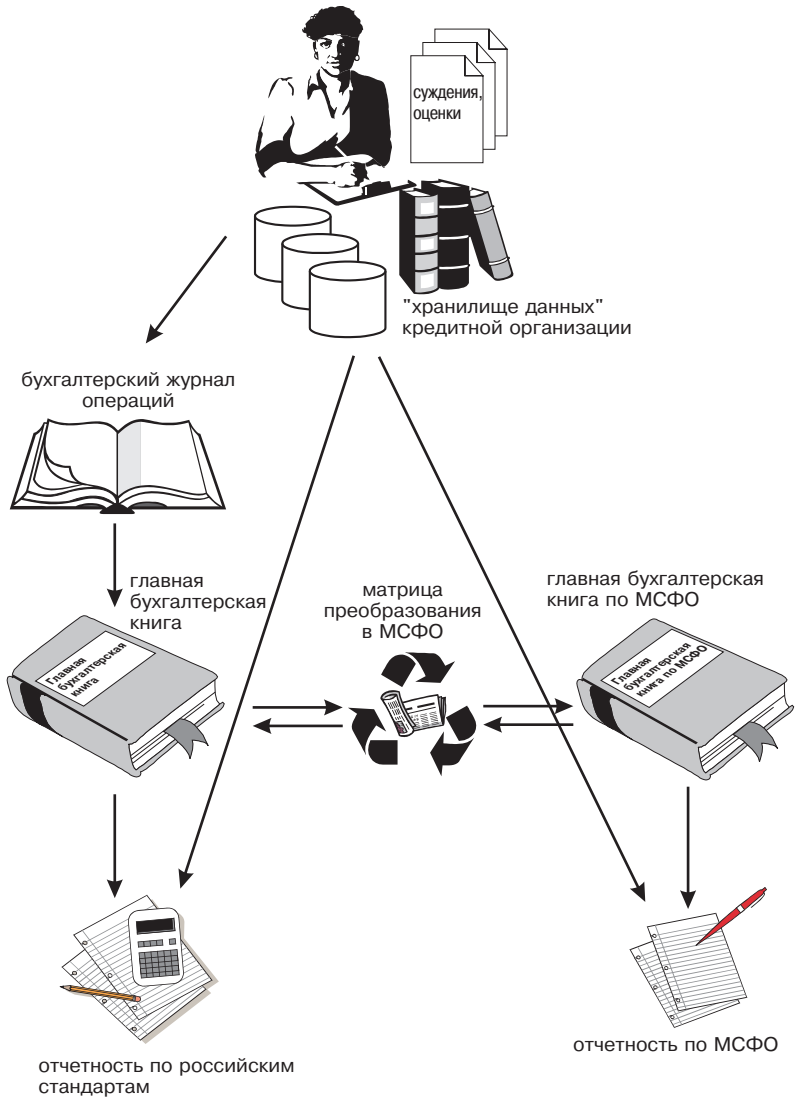 суждения,
оценки
"хранилище данных"
кредитной организации
бухгалтерский журнал
операций
главная
бухгалтерская
книга
матрица
преобразования
в МСФО
главная бухгалтерская
книга по МСФО
Главная
бухгалтерская
книга
Главная
бухгалтерская
книга по МСФО
отчетность по российским
стандартам
отчетность по МСФО